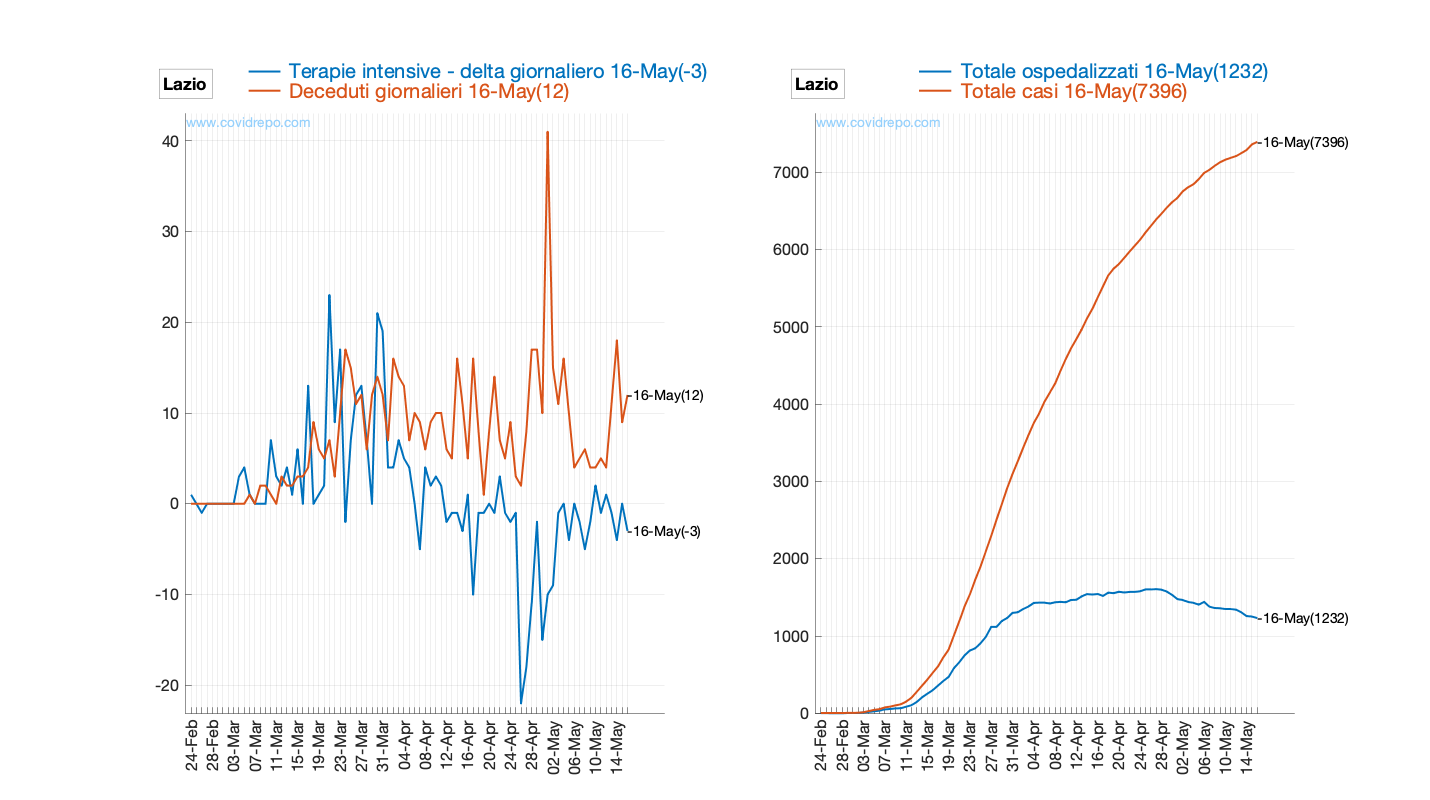 Lazio
Terapie intensive - delta giornaliero 16-May(-3)
Deceduti giornalieri 16-May(12)
www.covidrepo.com
40
30
20
10
0
-10
-20
16-May(12)
16-May(-3)
24-Feb
28-Feb
03-Mar
07-Mar
11-Mar
15-Mar
19-Mar
23-Mar
27-Mar
31-Mar
04-Apr
08-Apr
12-Apr
16-Apr
20-Apr
24-Apr
28-Apr
02-May
06-May
10-May
14-May
Lazio
Totale ospedalizzati 16-May(1232)
Totale casi 16-May(7396)
www.covidrepo.com
7000
6000
5000
4000
3000
2000
1000
0
16-May(7396)
16-May(1232)
24-Feb
28-Feb
03-Mar
07-Mar
11-Mar
15-Mar
19-Mar
23-Mar
27-Mar
31-Mar
04-Apr
08-Apr
12-Apr
16-Apr
20-Apr
24-Apr
28-Apr
02-May
06-May
10-May
14-May